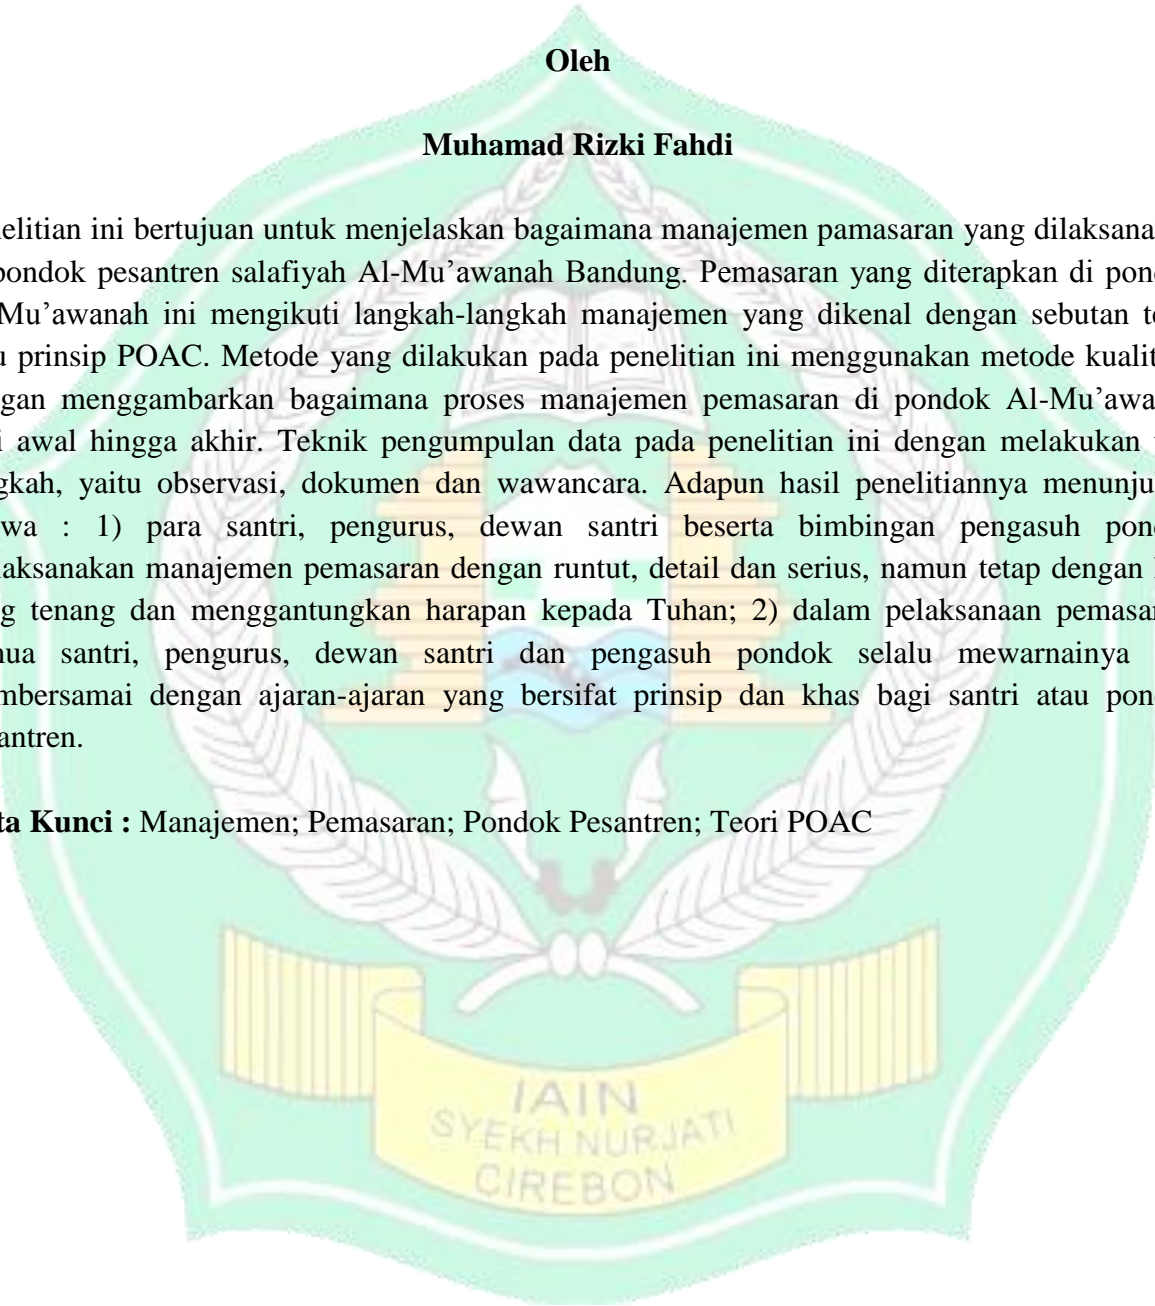 Oleh
Muhamad Rizki Fahdi
elitian ini bertujuan untuk menjelaskan bagaimana manajemen pamasaran yang dilaksana
pondok pesantren salafiyah Al-Mu’awanah Bandung. Pemasaran yang diterapkan di pon
Mu’awanah ini mengikuti langkah-langkah manajemen yang dikenal dengan sebutan te
u prinsip POAC. Metode yang dilakukan pada penelitian ini menggunakan metode kualit
gan menggambarkan bagaimana proses manajemen pemasaran di pondok Al-Mu’awa
i awal hingga akhir. Teknik pengumpulan data pada penelitian ini dengan melakukan
gkah, yaitu observasi, dokumen dan wawancara. Adapun hasil penelitiannya menunju
wa : 1) para santri, pengurus, dewan santri beserta bimbingan pengasuh pon
laksanakan manajemen pemasaran dengan runtut, detail dan serius, namun tetap dengan
g tenang dan menggantungkan harapan kepada Tuhan; 2) dalam pelaksanaan pemasar
ua santri, pengurus, dewan santri dan pengasuh pondok selalu mewarnainya
mbersamai dengan ajaran-ajaran yang bersifat prinsip dan khas bagi santri atau pon
antren.
ta Kunci : Manajemen; Pemasaran; Pondok Pesantren; Teori POAC
IAIN
SYEKH NURJATI
CIREBON